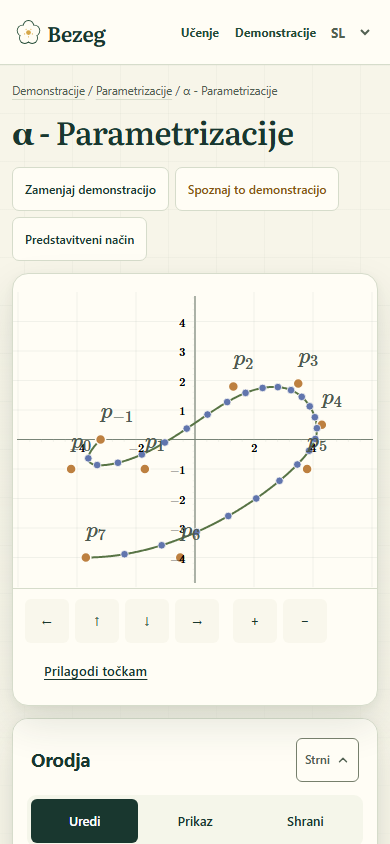 Bezeg
Učenje Demonstracije SL
Demonstracije / Parametrizacije / α - Parametrizacije
α - Parametrizacije
Zamenjaj demonstracijo Spoznaj to demonstracijo
Predstavitveni način
4
3
p₂ p₃
2
p₋₁ 1 p₄
p₀ −4 −2 p₁ 2 4 p₅
−1
−2
p₇ −3 p₆
−4
← ↑ ↓ → + −
Prilagodi točkam
Orodja Strni
Uredi Prikaz Shrani